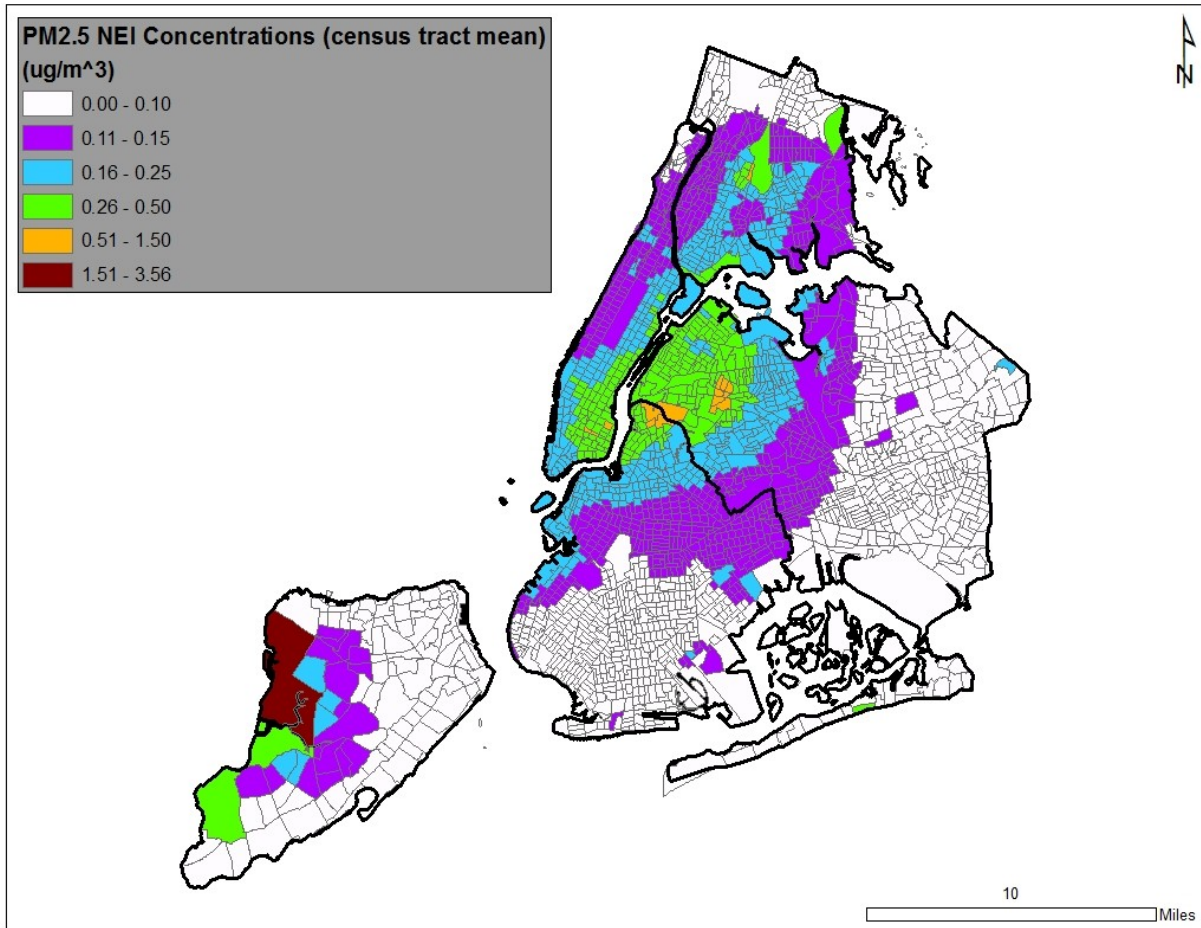 PM2.5 NEI Concentrations (census tract mean)
(ug/m^3)
0.00 - 0.10
0.11 - 0.15
0.16 - 0.25
0.26 - 0.50
0.51 - 1.50
1.51 - 3.56
N
10
Miles